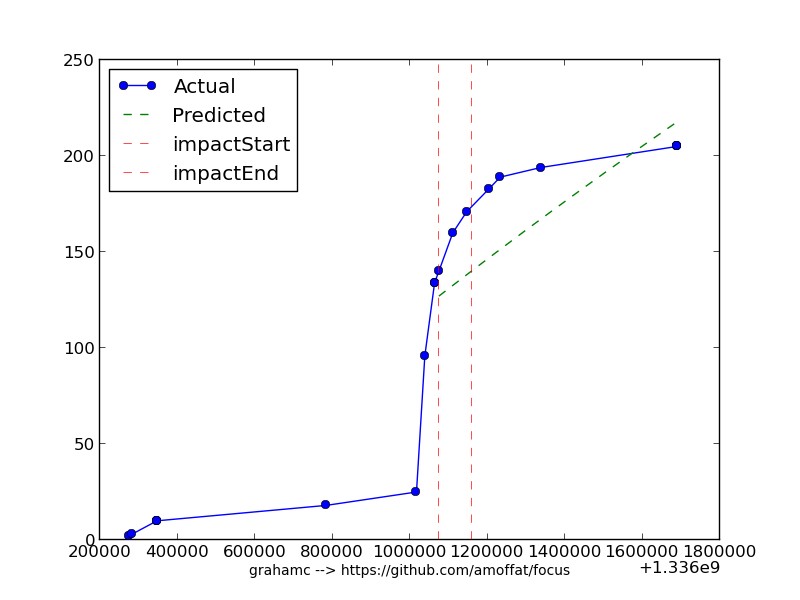 250
200
150
100
50
0
Actual
Predicted
impactStart
impactEnd
200000 400000 600000 800000 1000000 1200000 1400000 1600000 1800000
+1.336e9
grahamc --> https://github.com/amoffat/focus